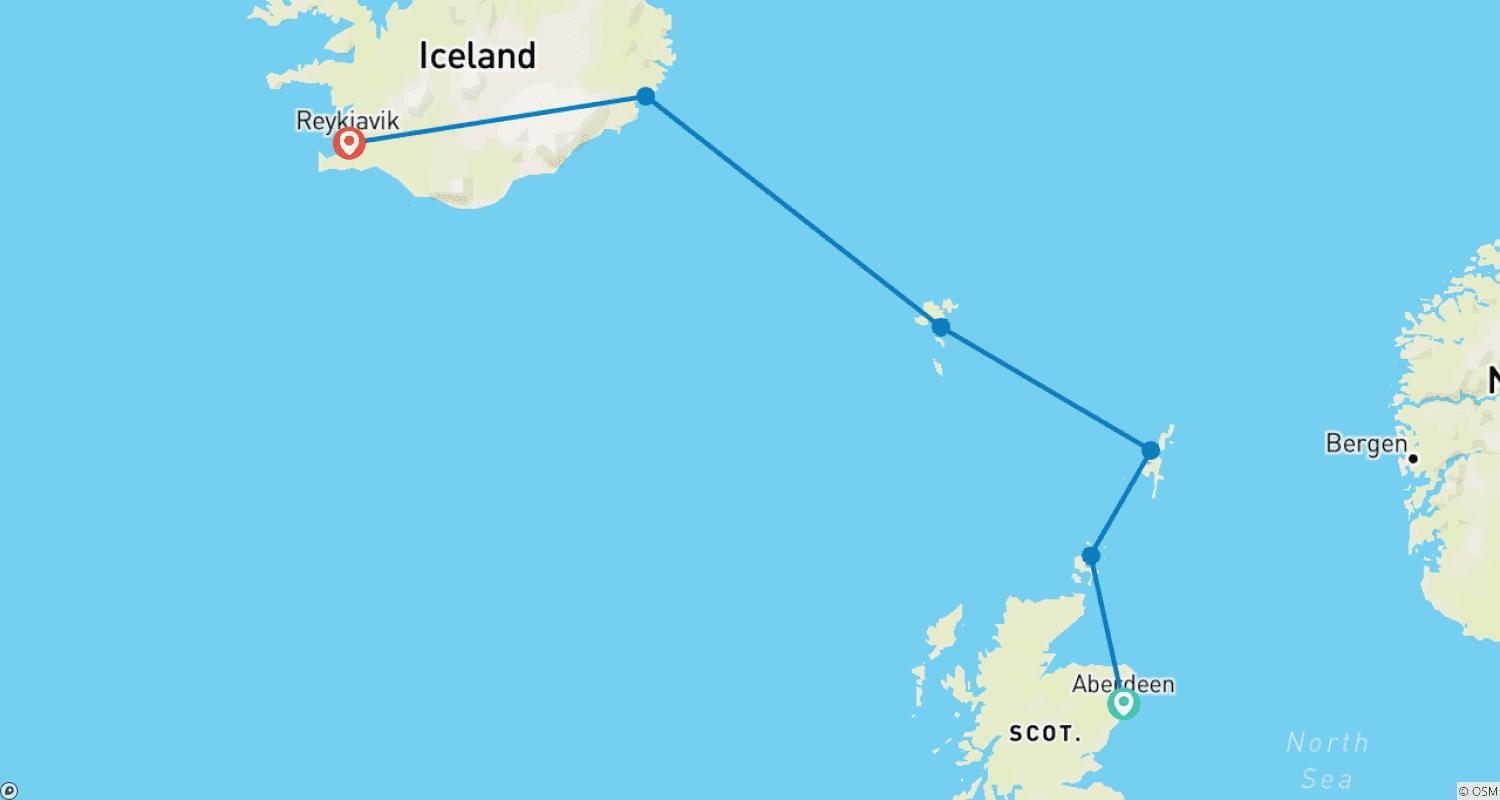 Iceland
Reykjavik
N
Bergen
Aberdeen
SCOT.
North
Sea
© OSM